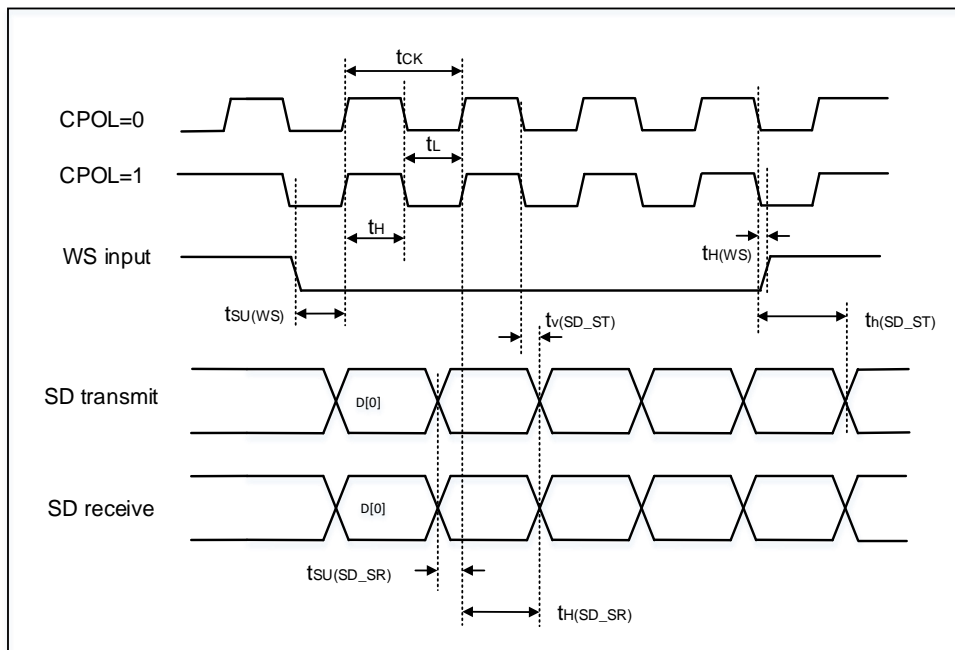 tCK
CPOL=0
tL
CPOL=1
tH
WS input
tH(WS)
tSU(WS)
tv(SD_ST)
th(SD_ST)
SD transmit
D[0]
SD receive
D[0]
tSU(SD_SR)
tH(SD_SR)